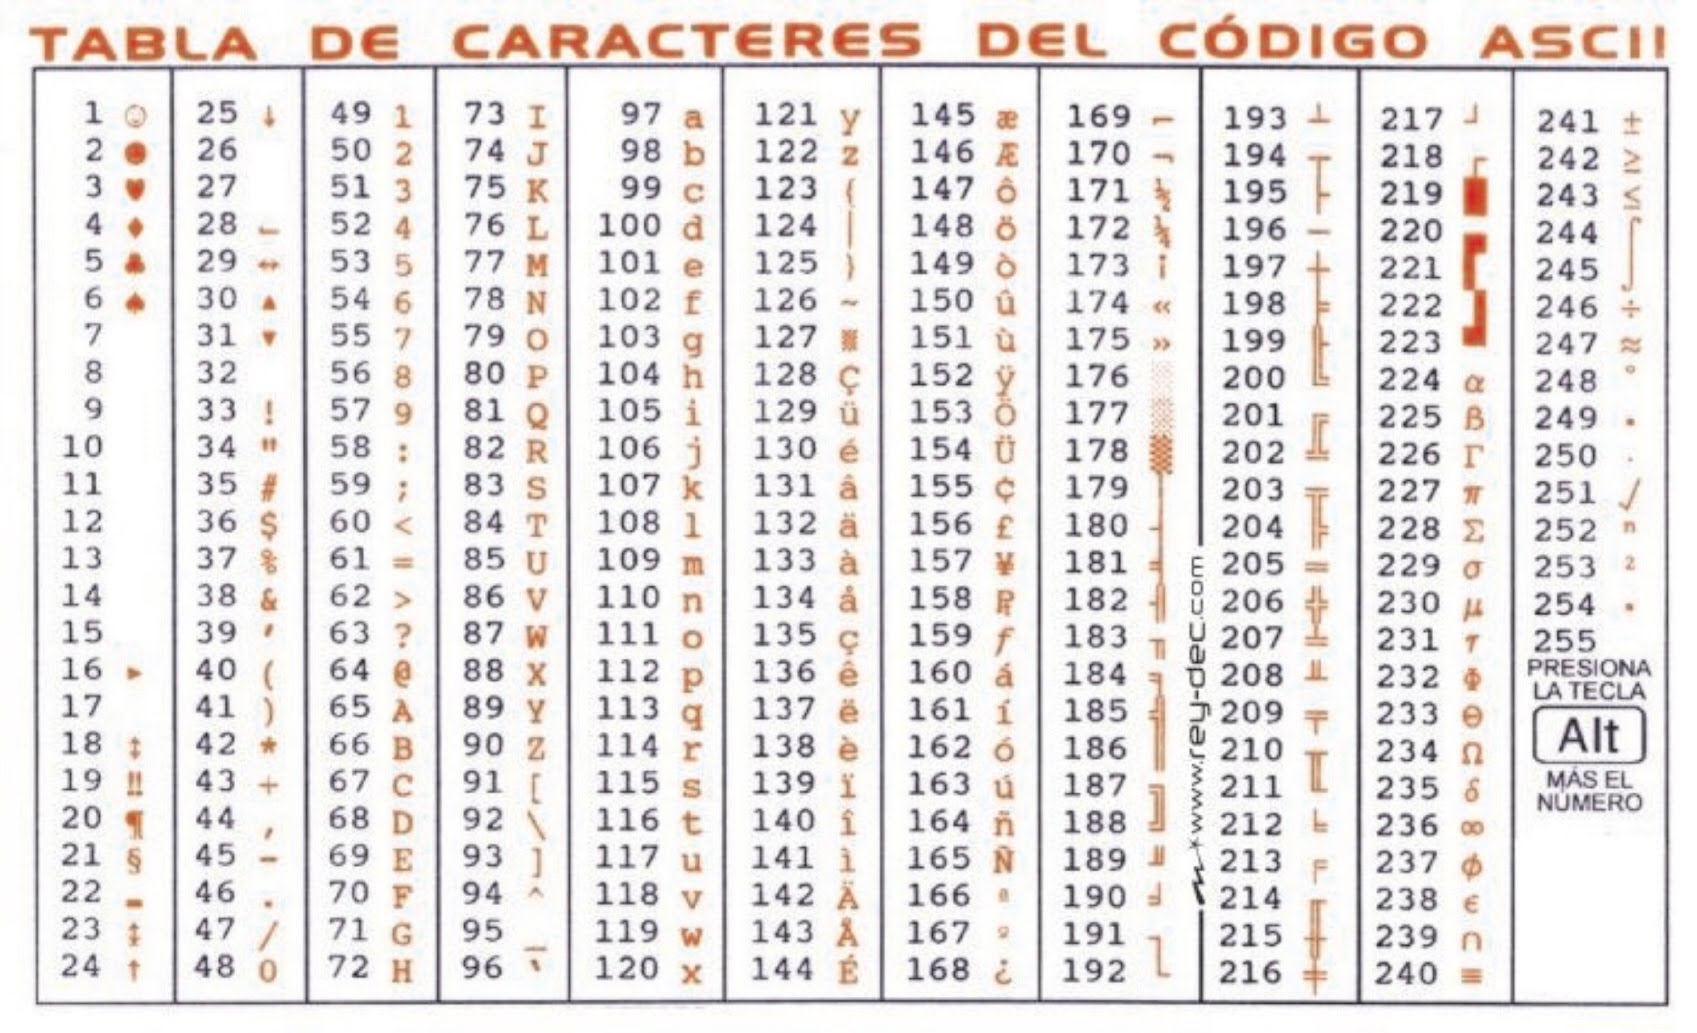 TABLA DE CARACTERES DEL CÓDIGO ASCII
1 ☺
2 ☻
3 ♥
4 ♦
5 ♣
6 ♠
7
8
9
10
11
12
13
14
15
16 ►
17
18 ↕
19 ‼
20 ¶
21 §
22 ▬
23 ↨
24 ↑
25 ↓
26
27
28 ∟
29 ↔
30 ▲
31 ▼
32
33 !
34 "
35 #
36 $
37 %
38 &
39 '
40 (
41 )
42 *
43 +
44 ,
45 -
46 .
47 /
48 0
49 1
50 2
51 3
52 4
53 5
54 6
55 7
56 8
57 9
58 :
59 ;
60 <
61 =
62 >
63 ?
64 @
65 A
66 B
67 C
68 D
69 E
70 F
71 G
72 H
73 I
74 J
75 K
76 L
77 M
78 N
79 O
80 P
81 Q
82 R
83 S
84 T
85 U
86 V
87 W
88 X
89 Y
90 Z
91 [
92 \
93 ]
94 ^
95 _
96 `
97 a
98 b
99 c
100 d
101 e
102 f
103 g
104 h
105 i
106 j
107 k
108 l
109 m
110 n
111 o
112 p
113 q
114 r
115 s
116 t
117 u
118 v
119 w
120 x
121 y
122 z
123 {
124 |
125 }
126 ~
127 ※
128 Ç
129 ü
130 é
131 â
132 ä
133 à
134 å
135 ç
136 ê
137 ë
138 è
139 ï
140 î
141 ì
142 Ä
143 Å
144 É
145 æ
146 Æ
147 ô
148 ö
149 ò
150 û
151 ù
152 ÿ
153 Ö
154 Ü
155 ¢
156 £
157 ¥
158 ₧
159 ƒ
160 á
161 í
162 ó
163 ú
164 ñ
165 Ñ
166 ª
167 º
168 ¿
169 ⌐
170 ¬
171 ½
172 ¼
173 ¡
174 «
175 »
176 ░
177 ▒
178 ▓
179 │
180 ┤
181 ╡
182 ╢
183 ╖
184 ╕
185 ╣
186 ║
187 ╗
188 ╝
189 ╜
190 ╛
191 ┐
192 └
*www.rey-dec.com
193 ┴
194 ┬
195 ├
196 ─
197 ┼
198 ╞
199 ╟
200 ╚
201 ╔
202 ╩
203 ╦
204 ╠
205 ═
206 ╬
207 ╧
208 ╨
209 ╤
210 ╥
211 ╙
212 ╘
213 ╒
214 ╓
215 ╫
216 ╪
217 ┘
218 ┌
219 █
220 ▄
221 ▌
222 ▐
223 ▀
224 α
225 β
226 Γ
227 π
228 Σ
229 σ
230 µ
231 τ
232 Φ
233 Θ
234 Ω
235 δ
236 ∞
237 φ
238 ε
239 ∩
240 ≡
241 ±
242 ≥
243 ≤
244 ⌠
245 ⌡
246 ÷
247 ≈
248 °
249 ∙
250 ·
251 √
252 ⁿ
253 ²
254 ■
255
PRESIONA
LA TECLA
Alt
MÁS EL
NÚMERO